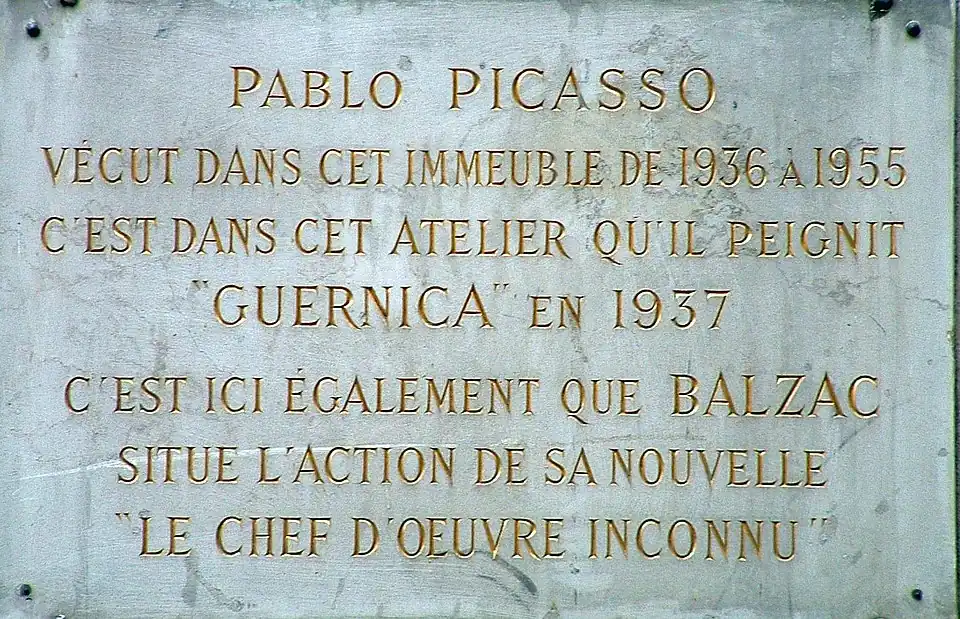 PABLO PICASSO
VÉCUT DANS CET IMMEUBLE DE 1936 À 1955
C'EST DANS CET ATELIER QU'IL PEIGNIT
"GUERNICA" EN 1937
C'EST ICI ÉGALEMENT QUE BALZAC
SITUE L'ACTION DE SA NOUVELLE
"LE CHEF D'OEUVRE INCONNU"